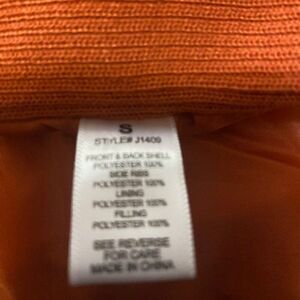 S
STYLE# J1409
FRONT & BACK SHELL
POLYESTER 100%
SIDE RIBS
POLYESTER 100%
LINING
POLYESTER 100%
FILLING
POLYESTER 100%
SEE REVERSE
FOR CARE
MADE IN CHINA